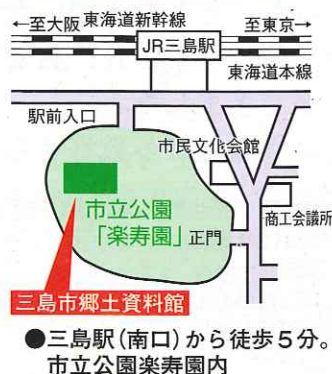 ←至大阪 東海道新幹線 至東京→
JR三島駅
東海道本線
駅前入口
市民文化会館
市立公園
「楽寿園」
正門
商工会議所
三島市郷土資料館
●三島駅(南口)から徒歩5分。
市立公園楽寿園内